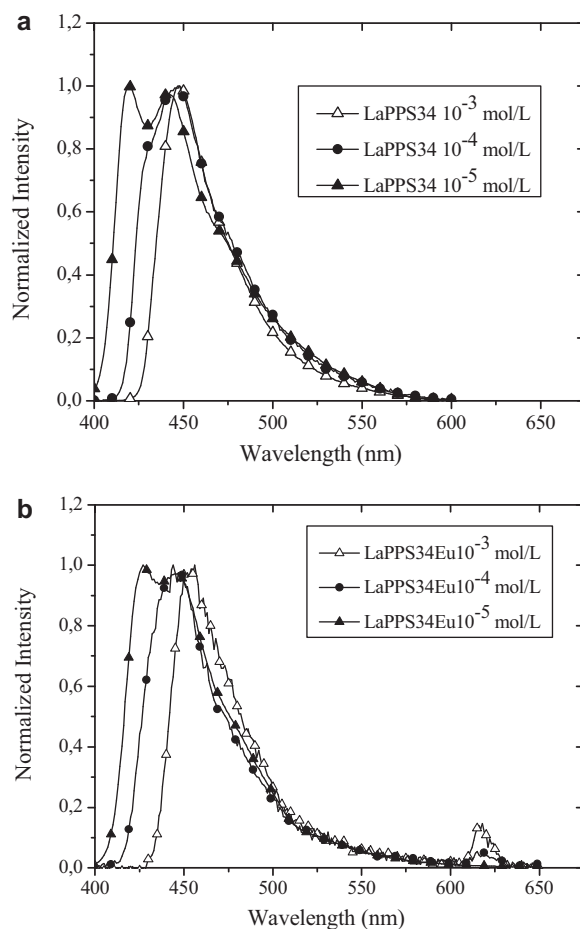 a
1,2
1,0
0,8
0,6
0,4
0,2
0,0
Normalized Intensity
LaPPS34 10-3 mol/L
LaPPS34 10-4 mol/L
LaPPS34 10-5 mol/L
400 450 500 550 600 650
Wavelength (nm)
b
1,2
1,0
0,8
0,6
0,4
0,2
0,0
Normalized Intensity
LaPPS34Eu10-3 mol/L
LaPPS34Eu10-4 mol/L
LaPPS34Eu10-5 mol/L
400 450 500 550 600 650
Wavelength (nm)